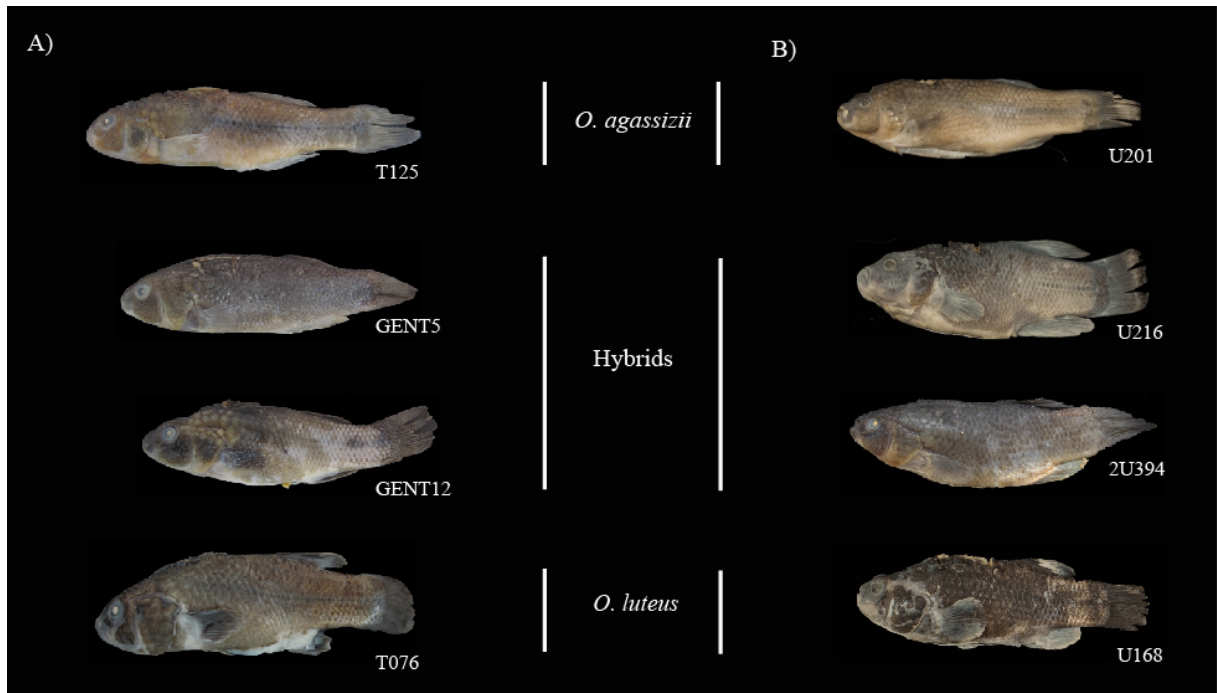 A)
B)
O. agassizii
T125
U201
GENT5
U216
Hybrids
GENT12
2U394
O. luteus
T076
U168